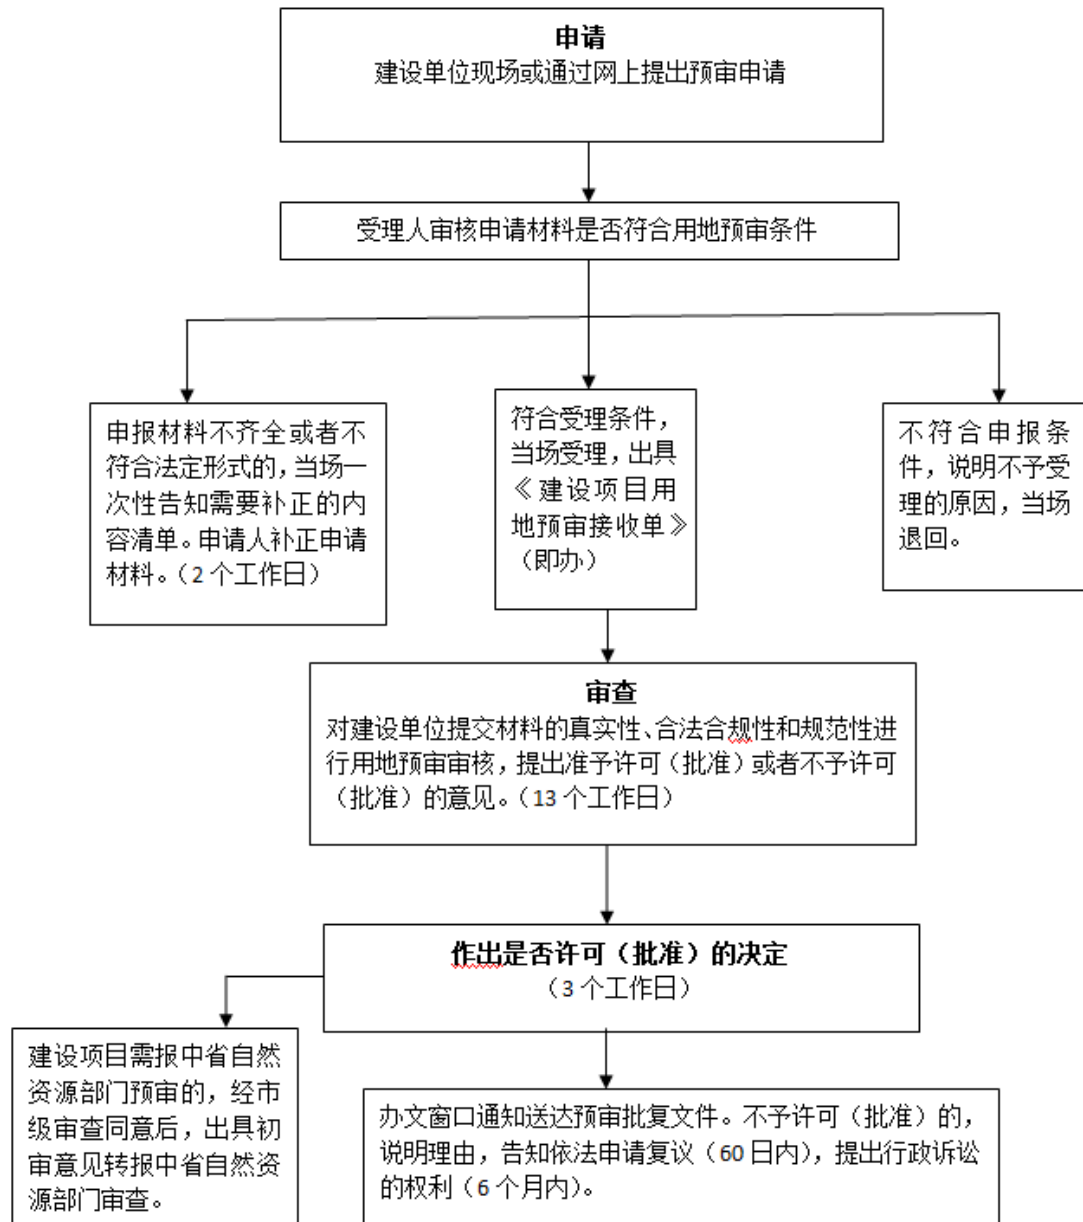 申请
建设单位现场或通过网上提出预审申请
受理人审核申请材料是否符合用地预审条件
申报材料不齐全或者不
符合法定形式的，当场一
次性告知需要补正的内
容清单。申请人补正申请
材料。（2 个工作日）
符合受理条件，
当场受理，出具
《建设项目用
地预审接收单》
（即办）
不符合申报条
件，说明不予受
理的原因，当场
退回。
审查
对建设单位提交材料的真实性、合法合规性和规范性进
行用地预审审核，提出准予许可（批准）或者不予许可
（批准）的意见。（13 个工作日）
作出是否许可（批准）的决定
（3 个工作日）
建设项目需报中省自然
资源部门预审的，经市
级审查同意后，出具初
审意见转报中省自然资
源部门审查。
办文窗口通知送达预审批复文件。不予许可（批准）的，
说明理由，告知依法申请复议（60 日内），提出行政诉讼
的权利（6 个月内）。